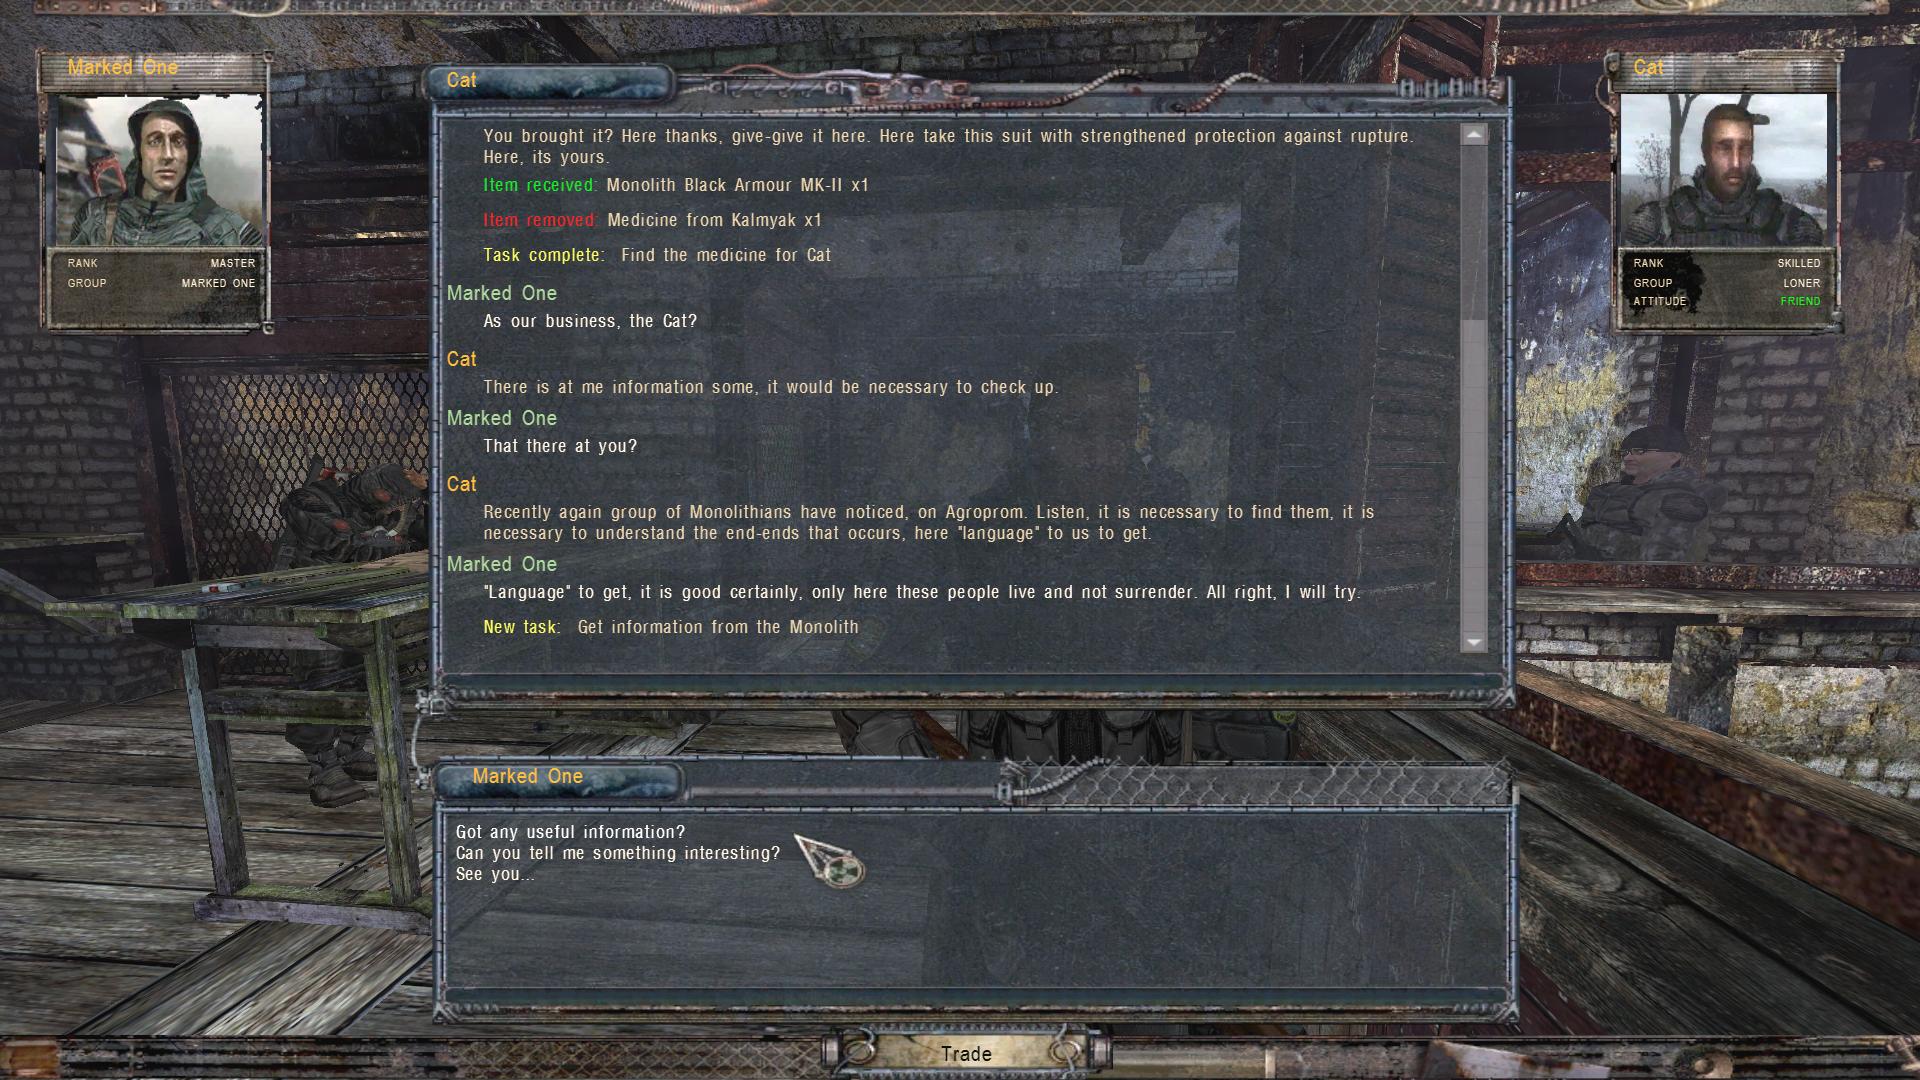 Marked One
RANK MASTER
GROUP MARKED ONE
Cat
You brought it? Here thanks, give-give it here. Here take this suit with strengthened protection against rupture.
Here, its yours.
Item received: Monolith Black Armour MK-II x1
Item removed: Medicine from Kalmyak x1
Task complete: Find the medicine for Cat
Marked One
As our business, the Cat?
Cat
There is at me information some, it would be necessary to check up.
Marked One
That there at you?
Cat
Recently again group of Monolithians have noticed, on Agroprom. Listen, it is necessary to find them, it is
necessary to understand the end-ends that occurs, here "language" to us to get.
Marked One
"Language" to get, it is good certainly, only here these people live and not surrender. All right, I will try.
New task: Get information from the Monolith
Cat
RANK SKILLED
GROUP LONER
ATTITUDE FRIEND
Marked One
Got any useful information?
Can you tell me something interesting?
See you...
Trade